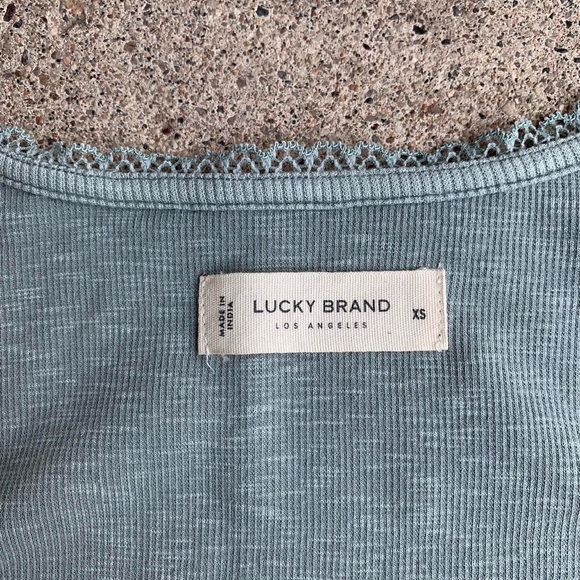 MADE IN
INDIA
LUCKY BRAND
LOS ANGELES
XS